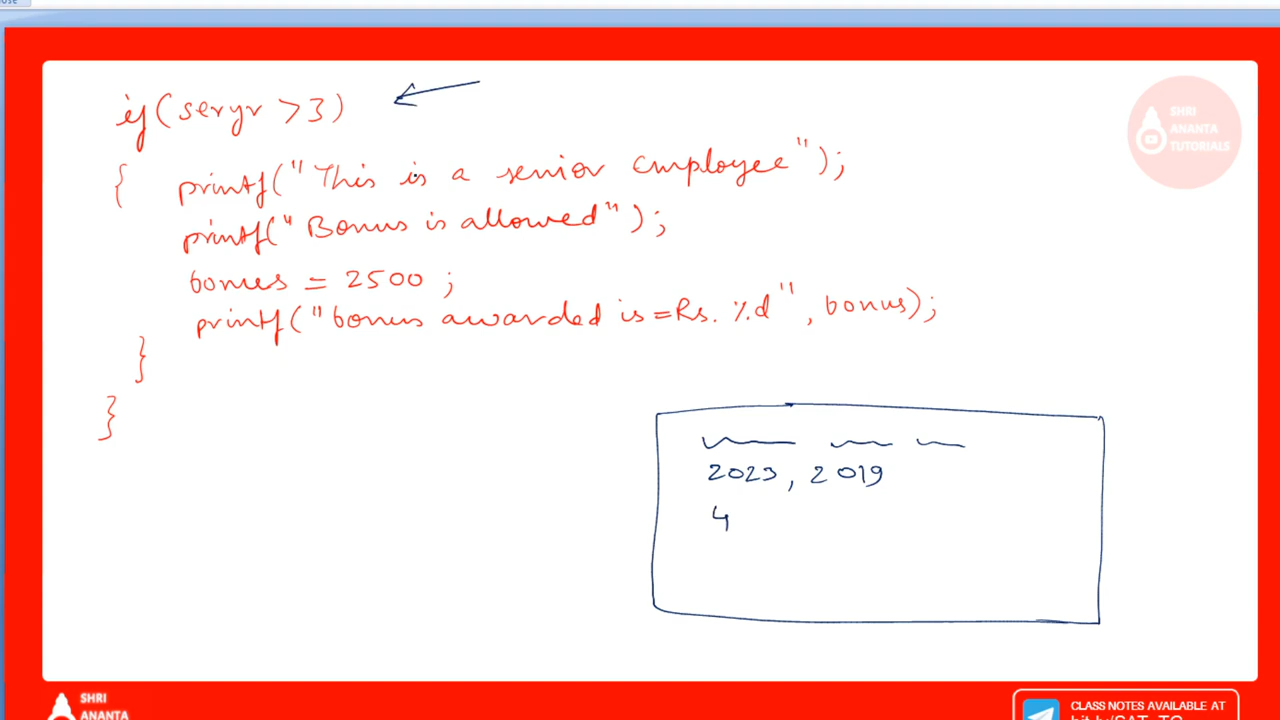 ose
if (seryr >3)
SHRI
ANANTA
TUTORIALS
{ printf("This is a senior employee");
printf("Bonus is allowed");
bonus = 2500 ;
printf("bonus awarded is =Rs. %d", bonus);
}
}
2023, 2019
4
SHRI
ANANTA
CLASS NOTES AVAILABLE AT